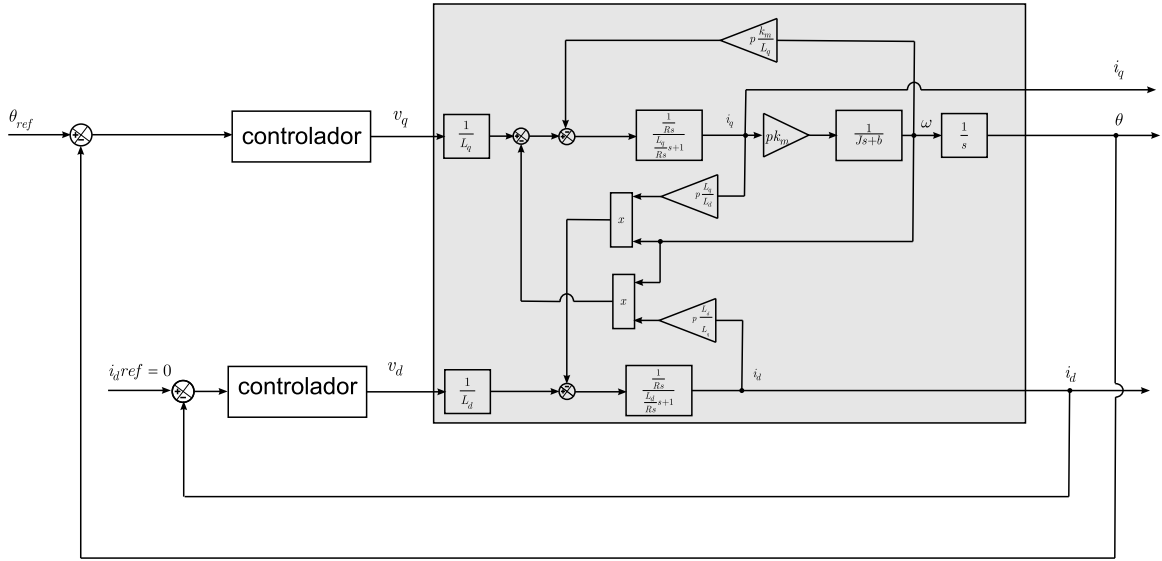 p k_m / L_q
i_q
θ_ref
+ −
controlador
v_q
1 / L_q
1/Rs / L_q/Rs s+1
i_q
pk_m
1 / Js+b
ω
1 / s
θ
p L_q / L_d
x
x
i_d ref = 0
+ −
controlador
v_d
1 / L_d
1/Rs / L_d/Rs s+1
i_d
i_d